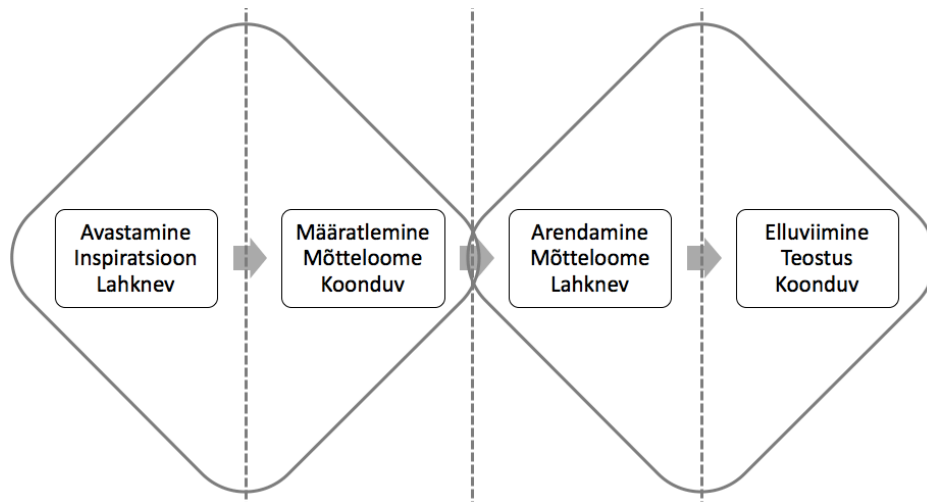 Avastamine
Inspiratsioon
Lahknev
Määratlemine
Mõtteloome
Koonduv
Arendamine
Mõtteloome
Lahknev
Elluviimine
Teostus
Koonduv